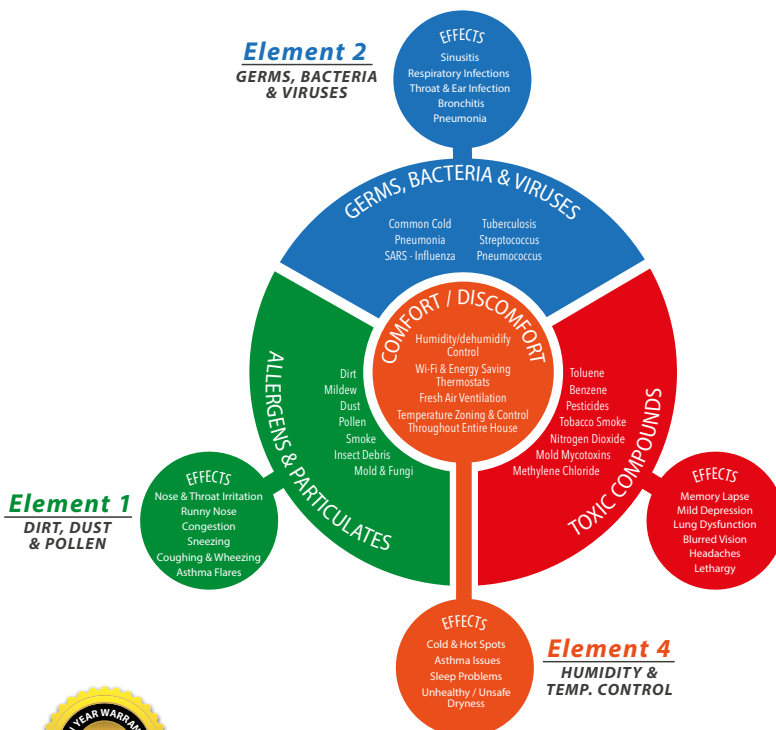 Element 2
GERMS, BACTERIA
& VIRUSES
EFFECTS
Sinusitis
Respiratory Infections
Throat & Ear Infection
Bronchitis
Pneumonia
GERMS, BACTERIA & VIRUSES
Common Cold
Pneumonia
SARS - Influenza
Tuberculosis
Streptococcus
Pneumococcus
COMFORT / DISCOMFORT
Humidity/dehumidify
Control
Wi-Fi & Energy Saving
Thermostats
Fresh Air Ventilation
Temperature Zoning & Control
Throughout Entire House
ALLERGENS & PARTICULATES
Dirt
Mildew
Dust
Pollen
Smoke
Insect Debris
Mold & Fungi
Toluene
Benzene
Pesticides
Tobacco Smoke
Nitrogen Dioxide
Mold Mycotoxins
Methylene Chloride
TOXIC COMPOUNDS
Element 1
DIRT, DUST
& POLLEN
EFFECTS
Nose & Throat Irritation
Runny Nose
Congestion
Sneezing
Coughing & Wheezing
Asthma Flares
EFFECTS
Memory Lapse
Mild Depression
Lung Dysfunction
Blurred Vision
Headaches
Lethargy
EFFECTS
Cold & Hot Spots
Asthma Issues
Sleep Problems
Unhealthy / Unsafe
Dryness
Element 4
HUMIDITY &
TEMP. CONTROL
YEAR